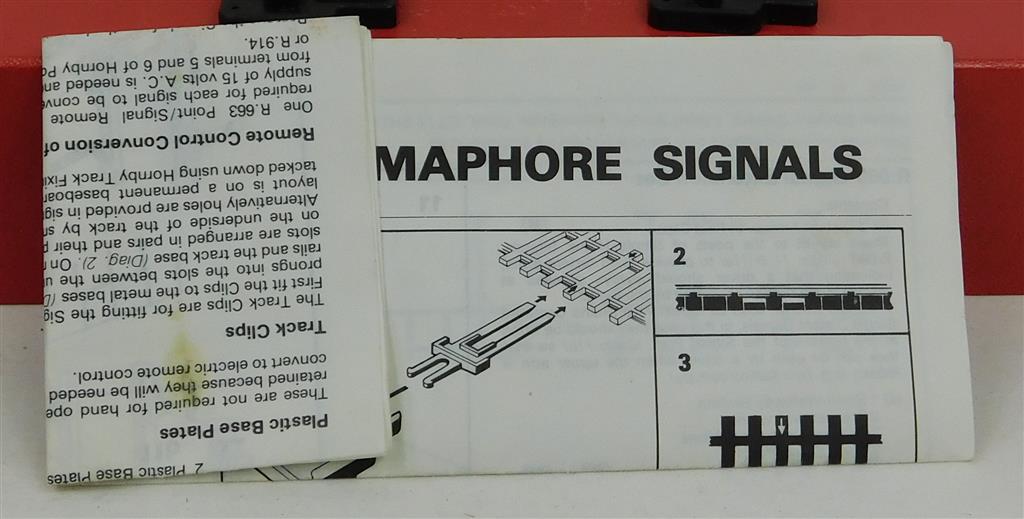 MAPHORE SIGNALS
2
3
2 Plastic Base Plates
Plastic Base Plates
These are not required for hand ope
retained because they will be needed
convert to electric remote control.
Track Clips
The Track Clips are for fitting the Sig
First fit the Clips to the metal bases (D
prongs into the slots between the u
rails and the track base (Diag. 2). On
slots are arranged in pairs and their p
on the underside of the track by sn
Alternatively holes are provided in sig
layout is on a permanent baseboard
tacked down using Hornby Track Fixi
Remote Control Conversion of
One R.663 Point/Signal Remote
required for each signal to be conve
supply of 15 volts A.C. is needed and
from terminals 5 and 6 of Hornby Po
or R.914.